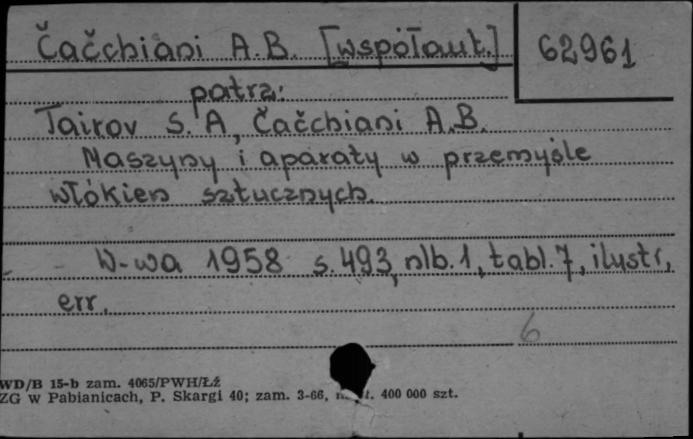 Čačchiani A.B. [współaut.] 62961
patrz:
Tairov S. A, Čačchiani A.B.
Maszyny i aparaty w przemyśle
włókien sztucznych.
W-wa 1958 s. 493, nlb. 1, tabl. 7, ilustr,
err.
6
WD/B 15-b zam. 4065/PWH/Łź
ZG w Pabianicach, P. Skargi 40; zam. 3-66, 400 000 szt.